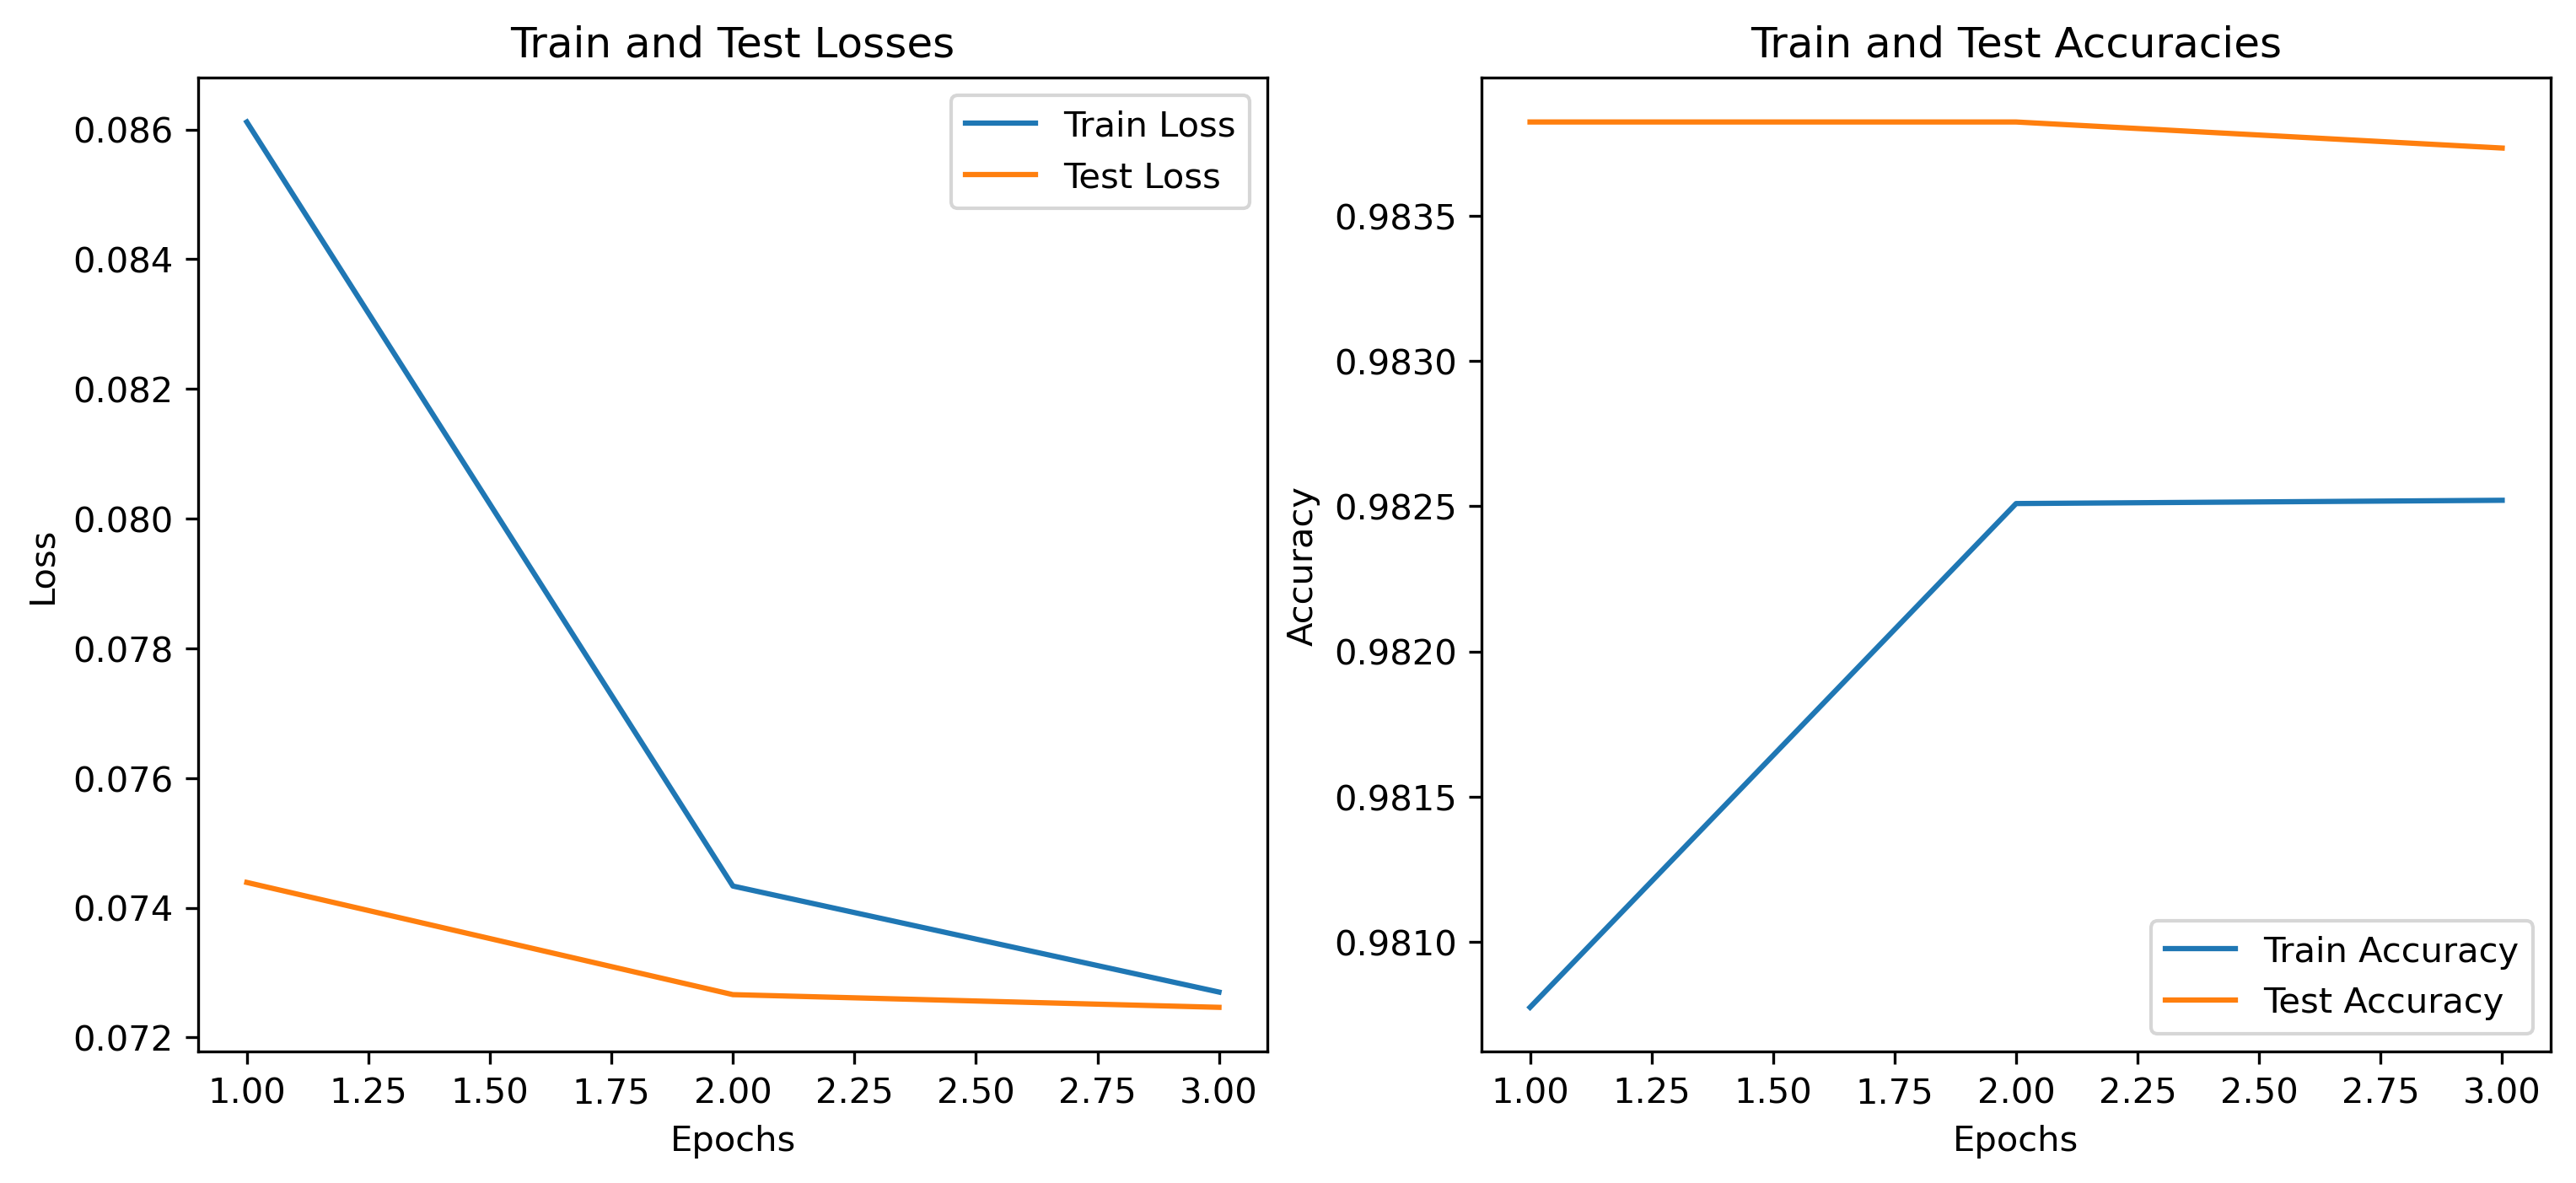 Train and Test Losses
0.086
0.084
0.082
0.080
0.078
0.076
0.074
0.072
Loss
1.00 1.25 1.50 1.75 2.00 2.25 2.50 2.75 3.00
Epochs
Train Loss
Test Loss
Train and Test Accuracies
0.9835
0.9830
0.9825
0.9820
0.9815
0.9810
Accuracy
1.00 1.25 1.50 1.75 2.00 2.25 2.50 2.75 3.00
Epochs
Train Accuracy
Test Accuracy